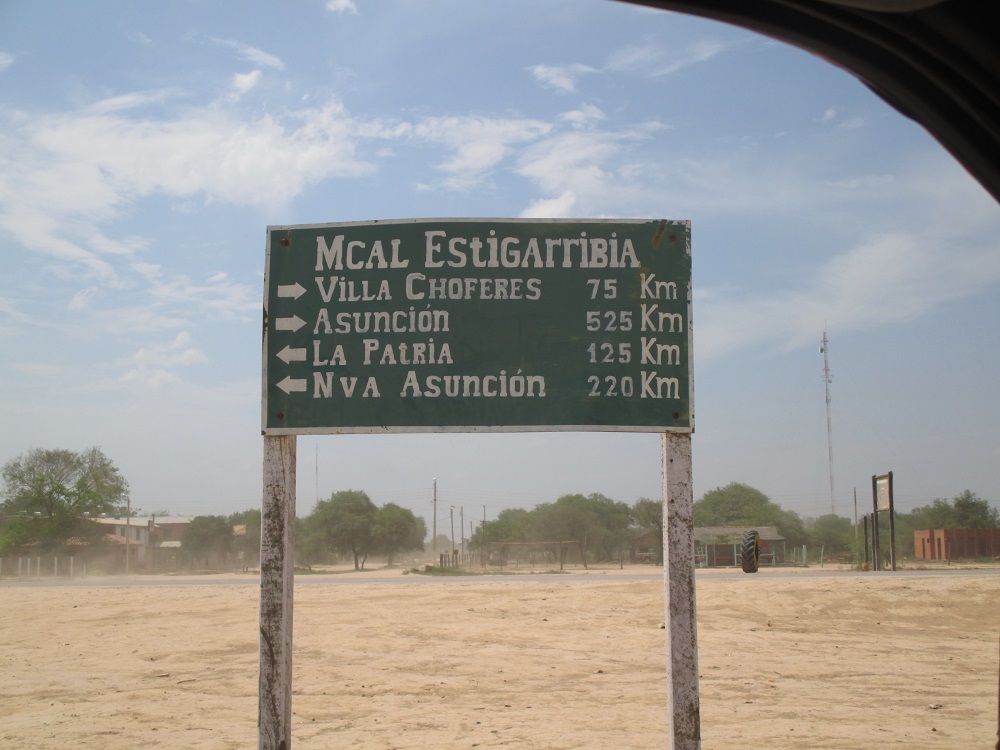 Mcal Estigarribia
→ Villa Choferes 75 Km
→ Asunción 525 Km
← La Patria 125 Km
← Nva Asunción 220 Km